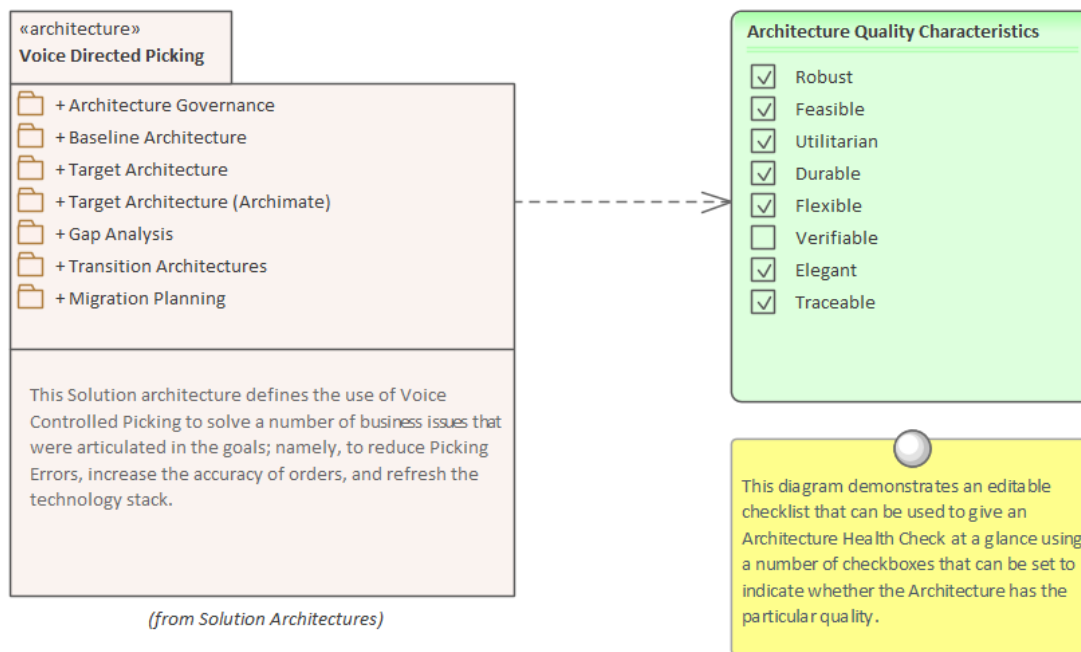 «architecture»
Voice Directed Picking
+ Architecture Governance
+ Baseline Architecture
+ Target Architecture
+ Target Architecture (Archimate)
+ Gap Analysis
+ Transition Architectures
+ Migration Planning
This Solution architecture defines the use of Voice
Controlled Picking to solve a number of business issues that
were articulated in the goals; namely, to reduce Picking
Errors, increase the accuracy of orders, and refresh the
technology stack.
(from Solution Architectures)
Architecture Quality Characteristics
Robust
Feasible
Utilitarian
Durable
Flexible
Verifiable
Elegant
Traceable
This diagram demonstrates an editable
checklist that can be used to give an
Architecture Health Check at a glance using
a number of checkboxes that can be set to
indicate whether the Architecture has the
particular quality.